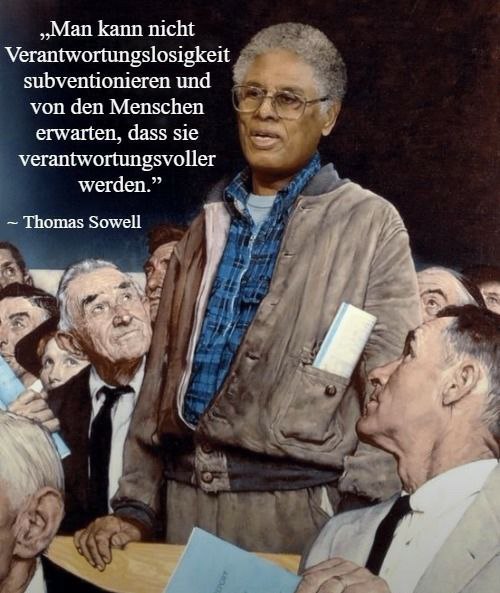 „Man kann nicht
Verantwortungslosigkeit
subventionieren und
von den Menschen
erwarten, dass sie
verantwortungsvoller
werden.”
~ Thomas Sowell